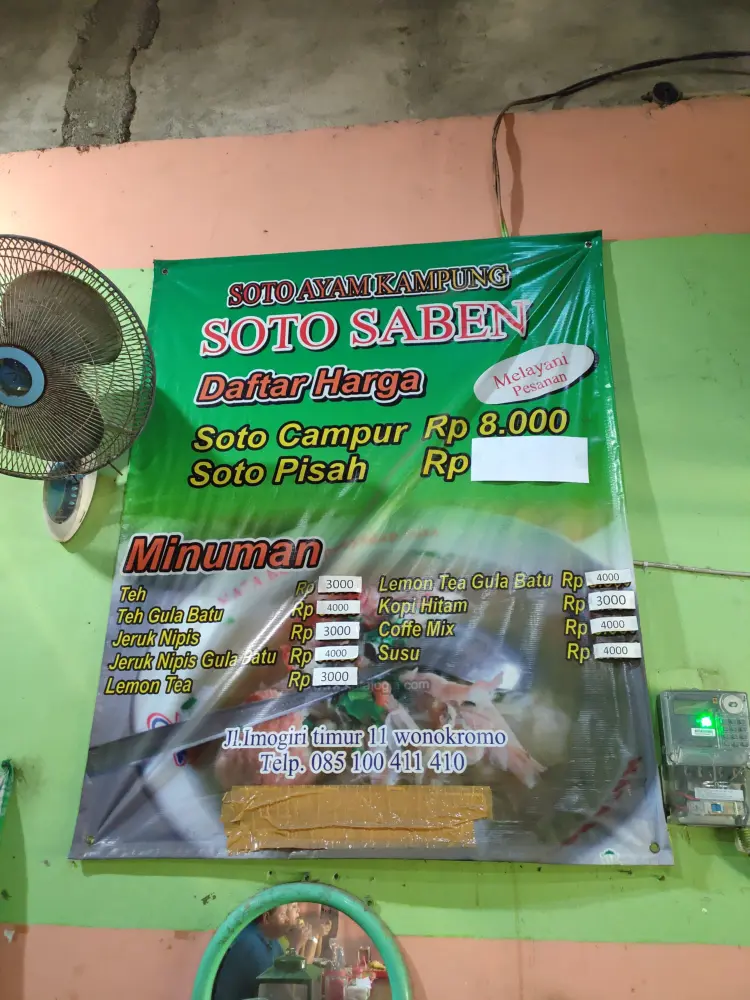 SOTO AYAM KAMPUNG
SOTO SABEN
Daftar Harga
Melayani
Pesanan
Soto Campur Rp 8.000
Soto Pisah Rp
Minuman
Teh Rp 3000
Teh Gula Batu Rp 4000
Jeruk Nipis Rp 3000
Jeruk Nipis Gula Batu Rp 4000
Lemon Tea Rp 3000
Lemon Tea Gula Batu Rp 4000
Kopi Hitam Rp 3000
Coffe Mix Rp 4000
Susu Rp 4000
Jl.Imogiri timur 11 wonokromo
Telp. 085 100 411 410